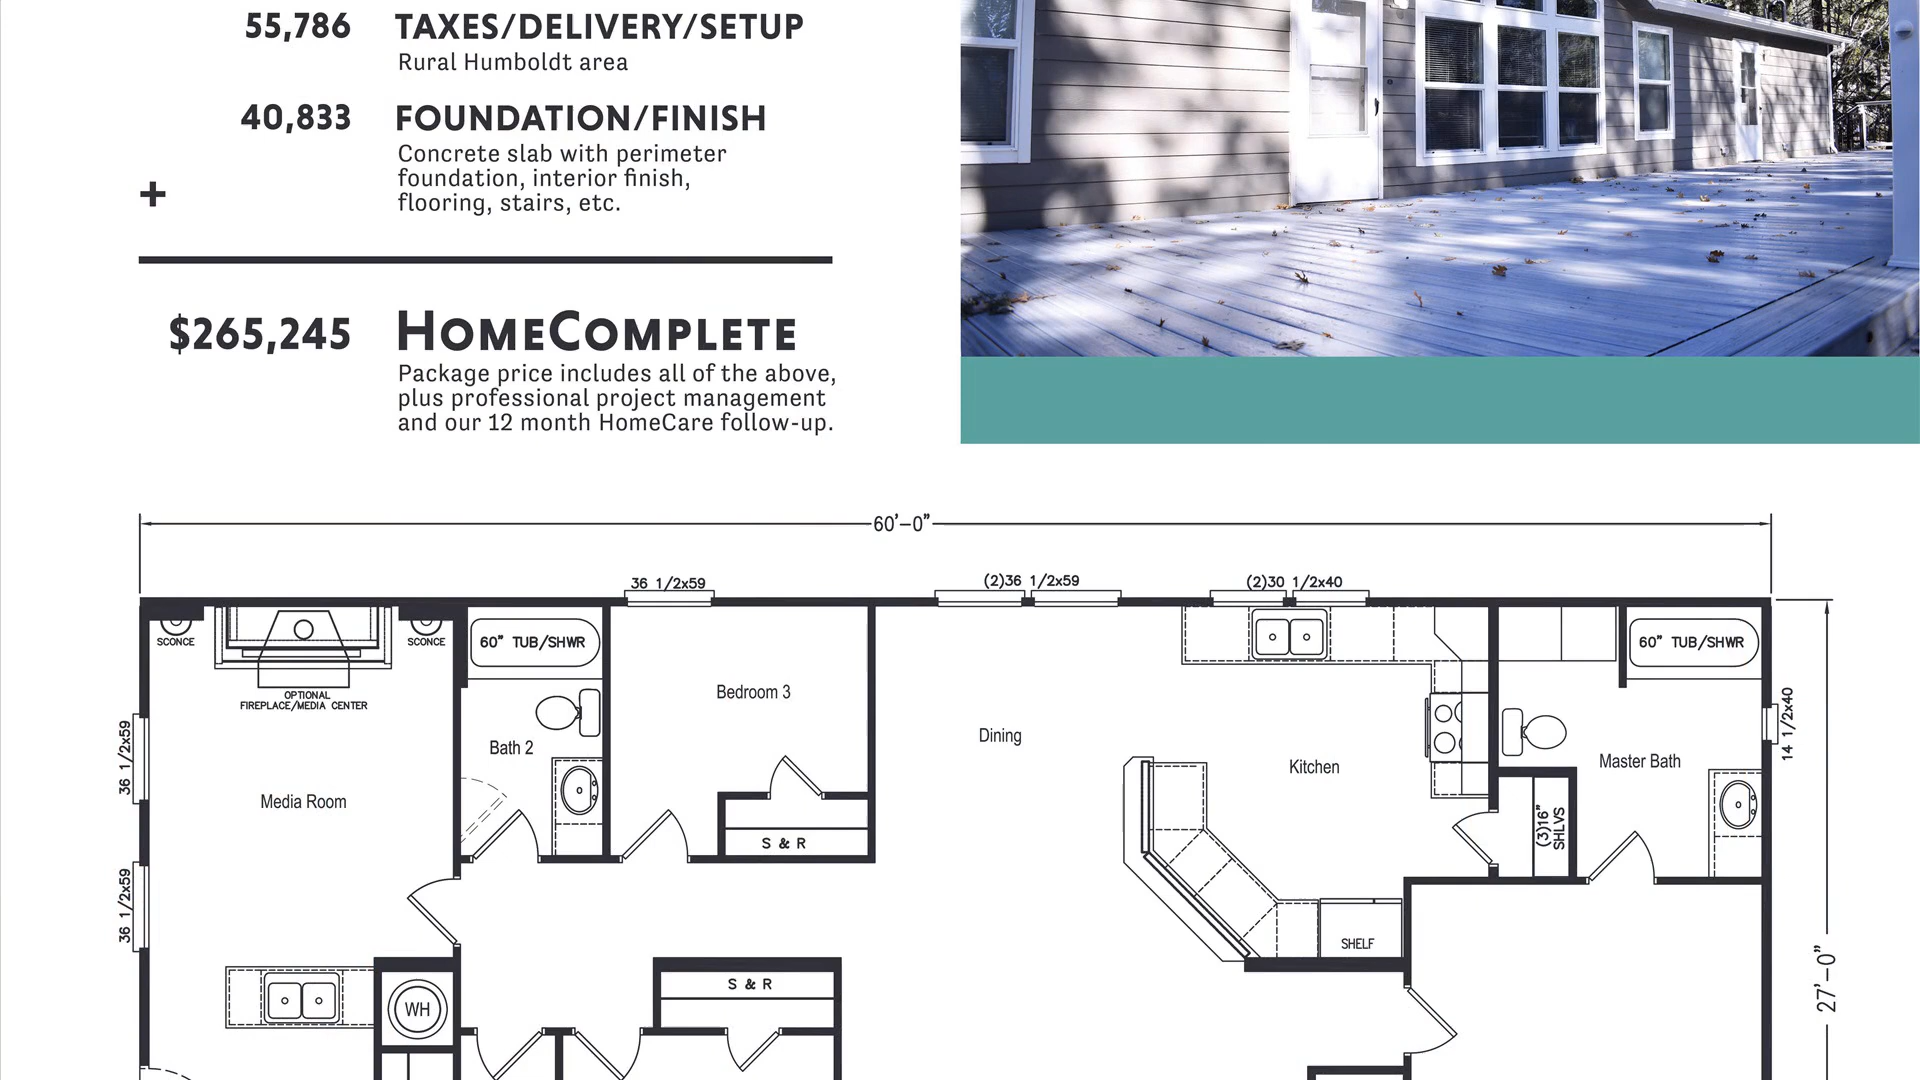 55,786 TAXES/DELIVERY/SETUP
Rural Humboldt area
40,833 FOUNDATION/FINISH
Concrete slab with perimeter
foundation, interior finish,
flooring, stairs, etc.
+
$265,245 HOMECOMPLETE
Package price includes all of the above,
plus professional project management
and our 12 month HomeCare follow-up.
60'-0"
36 1/2x59
(2)36 1/2x59
(2)30 1/2x40
SCONCE
SCONCE
OPTIONAL
FIREPLACE/MEDIA CENTER
60" TUB/SHWR
60" TUB/SHWR
Bedroom 3
Bath 2
Dining
Kitchen
Master Bath
14 1/2x40
36 1/2x59
Media Room
(3)16"
SHLVS
S & R
36 1/2x59
SHELF
S & R
WH
27'-0"